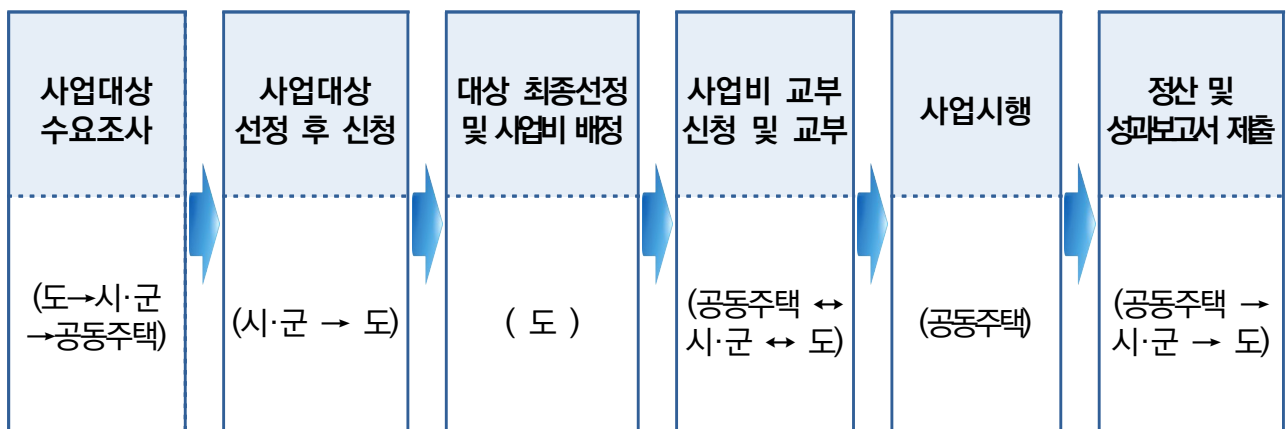 사업대상
수요조사
(도→시·군
→공동주택)
사업대상
선정 후 신청
(시·군 → 도)
대상 최종선정
및 사업비 배정
( 도 )
사업비 교부
신청 및 교부
(공동주택 ↔
시·군 ↔ 도)
사업시행
(공동주택)
정산 및
성과보고서 제출
(공동주택 →
시·군 → 도)